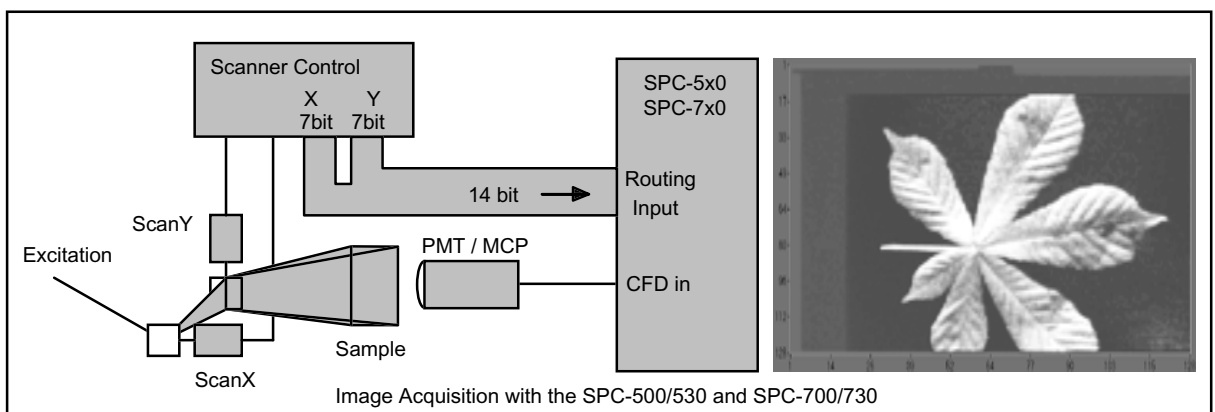 Scanner Control
X Y
7bit 7bit
SPC-5x0
SPC-7x0
14 bit
Routing
Input
ScanY
Excitation
PMT / MCP
CFD in
Sample
ScanX
Image Acquisition with the SPC-500/530 and SPC-700/730